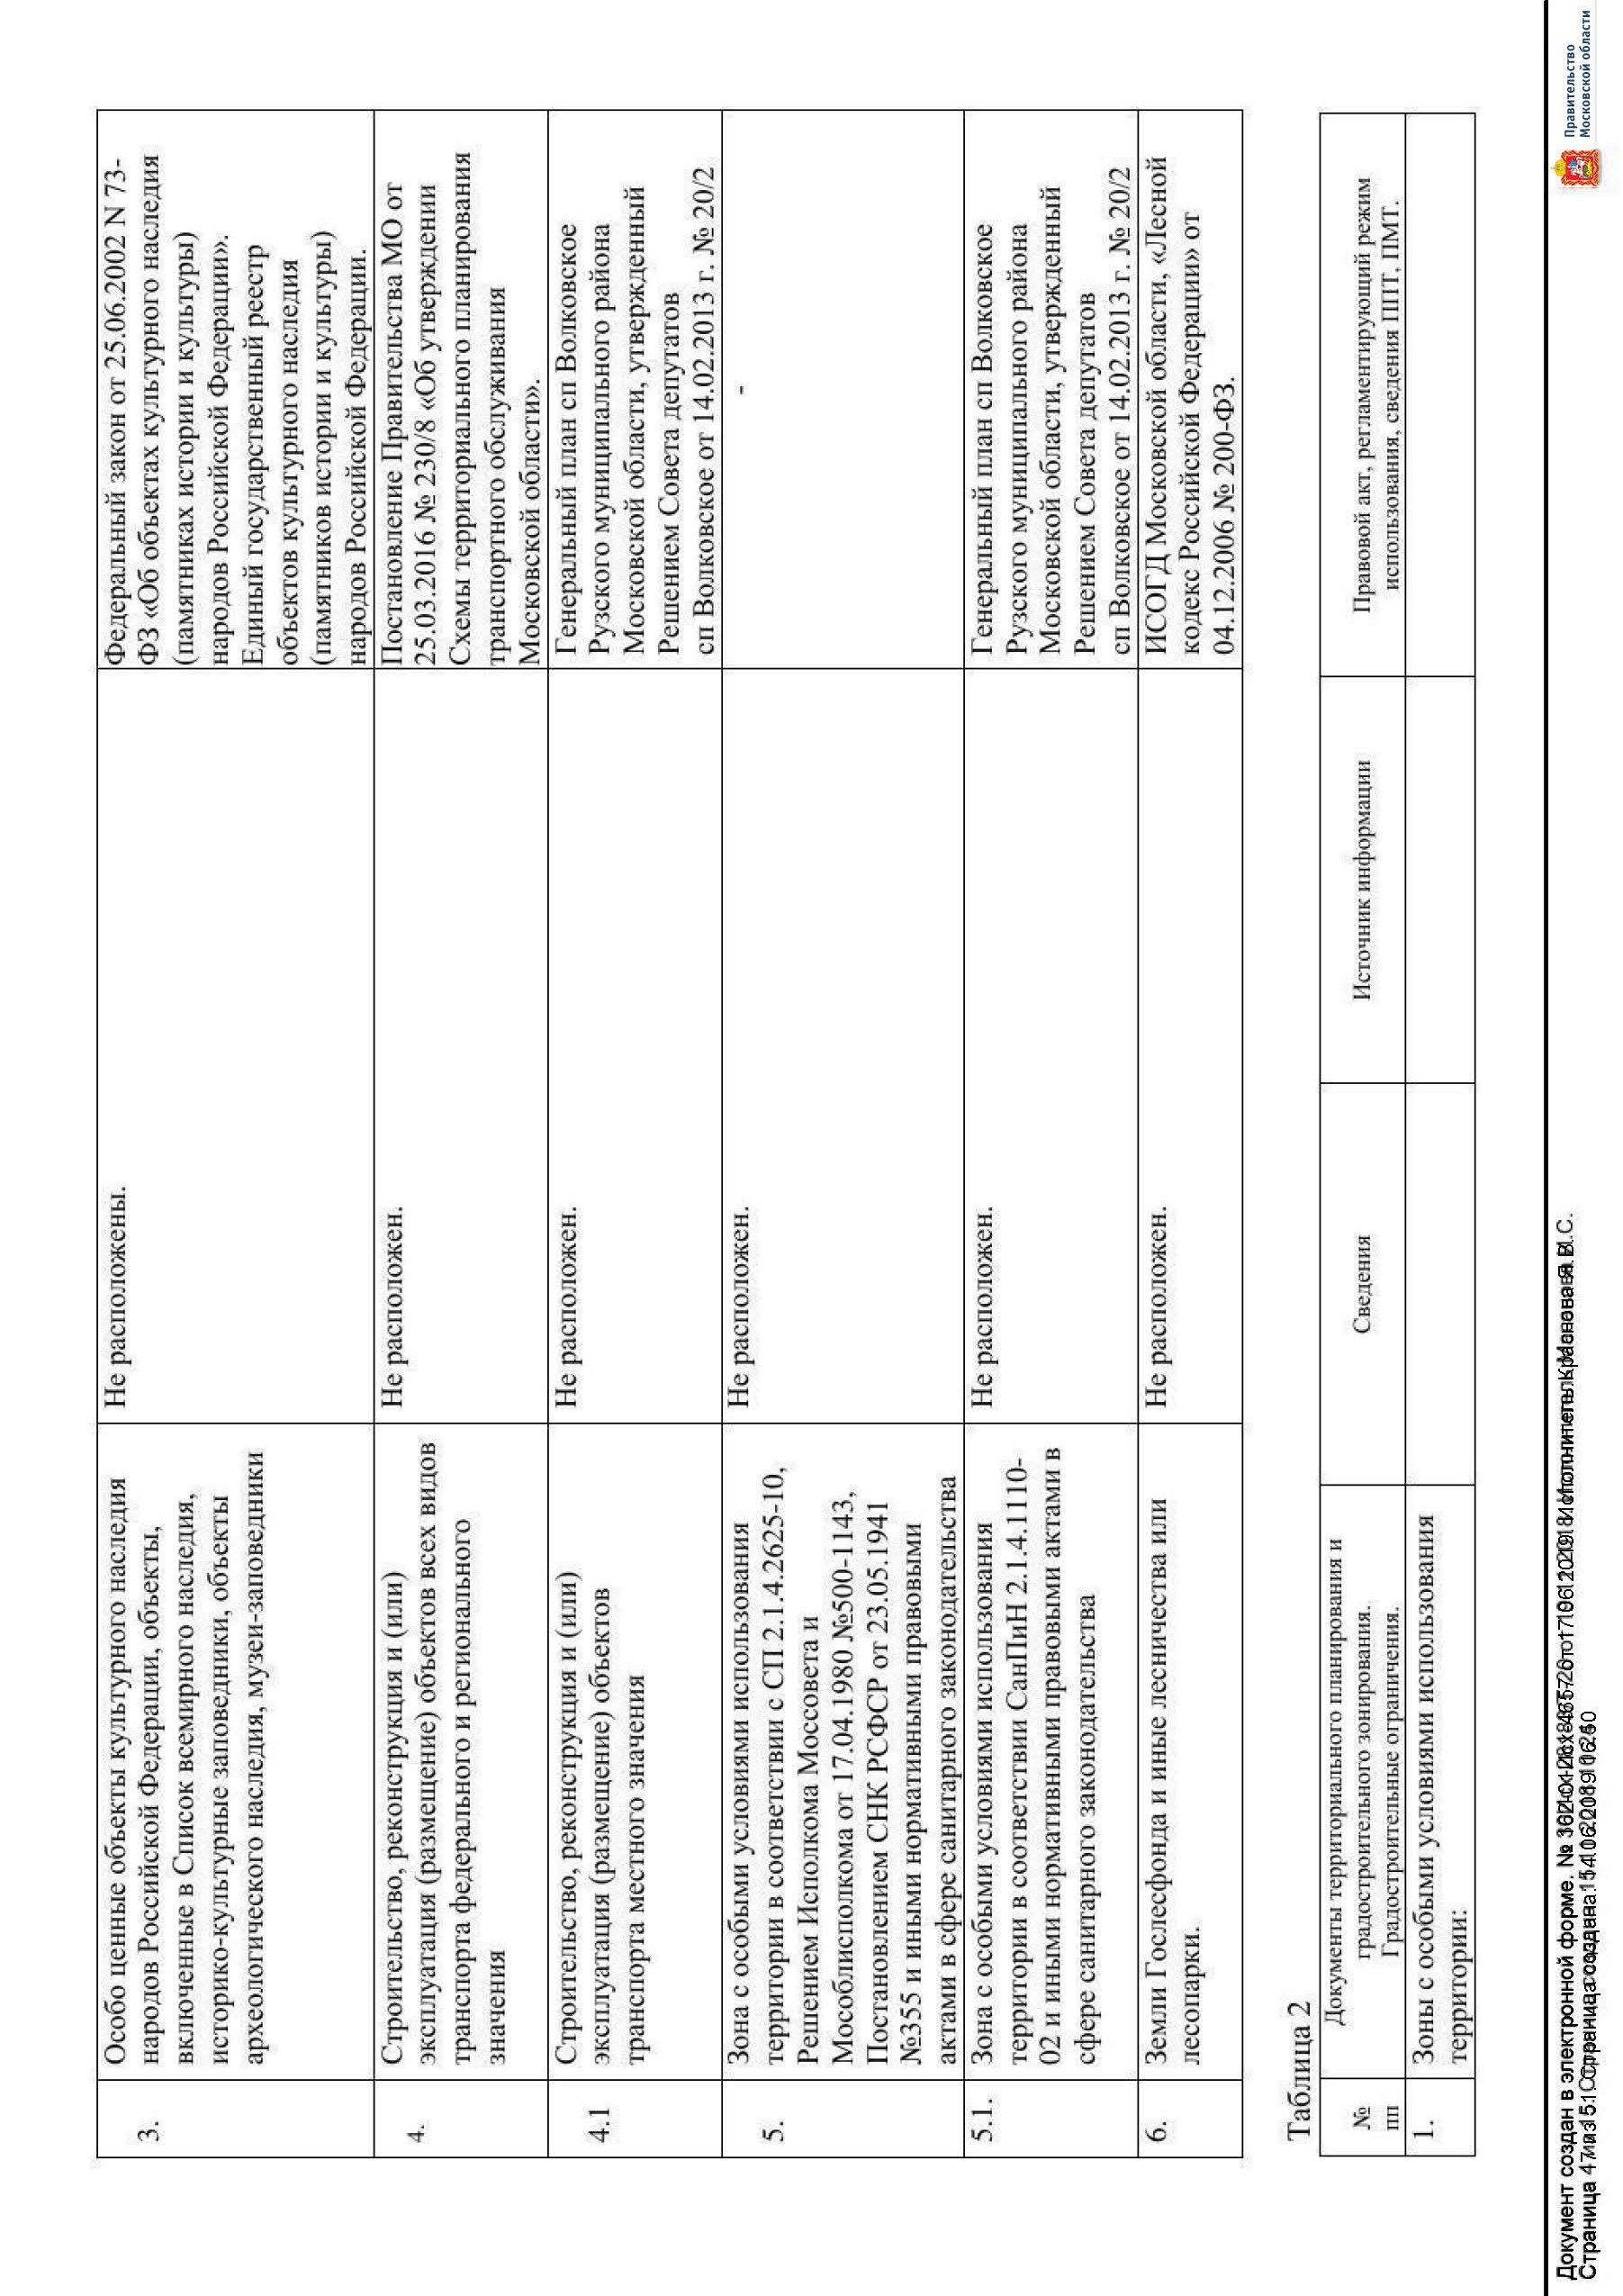 3.
Особо ценные объекты культурного наследия
народов Российской Федерации, объекты,
включенные в Список всемирного наследия,
историко-культурные заповедники, объекты
археологического наследия, музеи-заповедники
Не расположены.
Федеральный закон от 25.06.2002 N 73-
ФЗ «Об объектах культурного наследия
(памятниках истории и культуры)
народов Российской Федерации».
Единый государственный реестр
объектов культурного наследия
(памятников истории и культуры)
народов Российской Федерации.
4.
Строительство, реконструкция и (или)
эксплуатация (размещение) объектов всех видов
транспорта федерального и регионального
значения
Не расположен.
Постановление Правительства МО от
25.03.2016 № 230/8 «Об утверждении
Схемы территориального планирования
транспортного обслуживания
Московской области».
4.1
Строительство, реконструкция и (или)
эксплуатация (размещение) объектов
транспорта местного значения
Не расположен.
Генеральный план сп Волковское
Рузского муниципального района
Московской области, утвержденный
Решением Совета депутатов
сп Волковское от 14.02.2013 г. № 20/2
5.
Зона с особыми условиями использования
территории в соответствии с СП 2.1.4.2625-10,
Решением Исполкома Моссовета и
Мособлисполкома от 17.04.1980 №500-1143,
Постановлением СНК РСФСР от 23.05.1941
№355 и иными нормативными правовыми
актами в сфере санитарного законодательства
Не расположен.
-
5.1.
Зона с особыми условиями использования
территории в соответствии СанПиН 2.1.4.1110-
02 и иными нормативными правовыми актами в
сфере санитарного законодательства
Не расположен.
Генеральный план сп Волковское
Рузского муниципального района
Московской области, утвержденный
Решением Совета депутатов
сп Волковское от 14.02.2013 г. № 20/2
6.
Земли Гослесфонда и иные лесничества или
лесопарки.
Не расположен.
ИСОГД Московской области, «Лесной
кодекс Российской Федерации» от
04.12.2006 № 200-ФЗ.
Таблица 2
№
пп
Документы территориального планирования и
градостроительного зонирования.
Градостроительные ограничения.
Сведения
Источник информации
Правовой акт, регламентирующий режим
использования, сведения ППТ, ПМТ.
1.
Зоны с особыми условиями использования
территории:
Документ создан в электронной форме. №
Страница
Правительство
Московской области